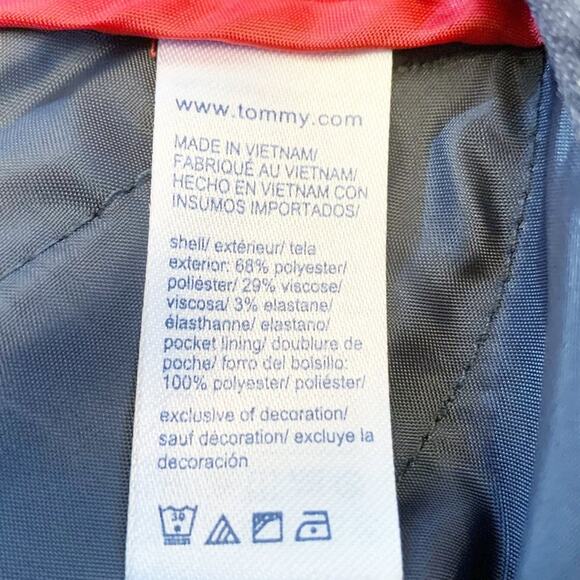 www.tommy.com
MADE IN VIETNAM/
FABRIQUÉ AU VIETNAM/
HECHO EN VIETNAM CON
INSUMOS IMPORTADOS/
shell/ extérieur/ tela
exterior: 68% polyester/
poliéster/ 29% viscose/
viscosa/ 3% elastane/
élasthanne/ elastano/
pocket lining/ doublure de
poche/ forro del bolsillo:
100% polyester/ poliéster/
exclusive of decoration/
sauf décoration/ excluye la
decoración
30